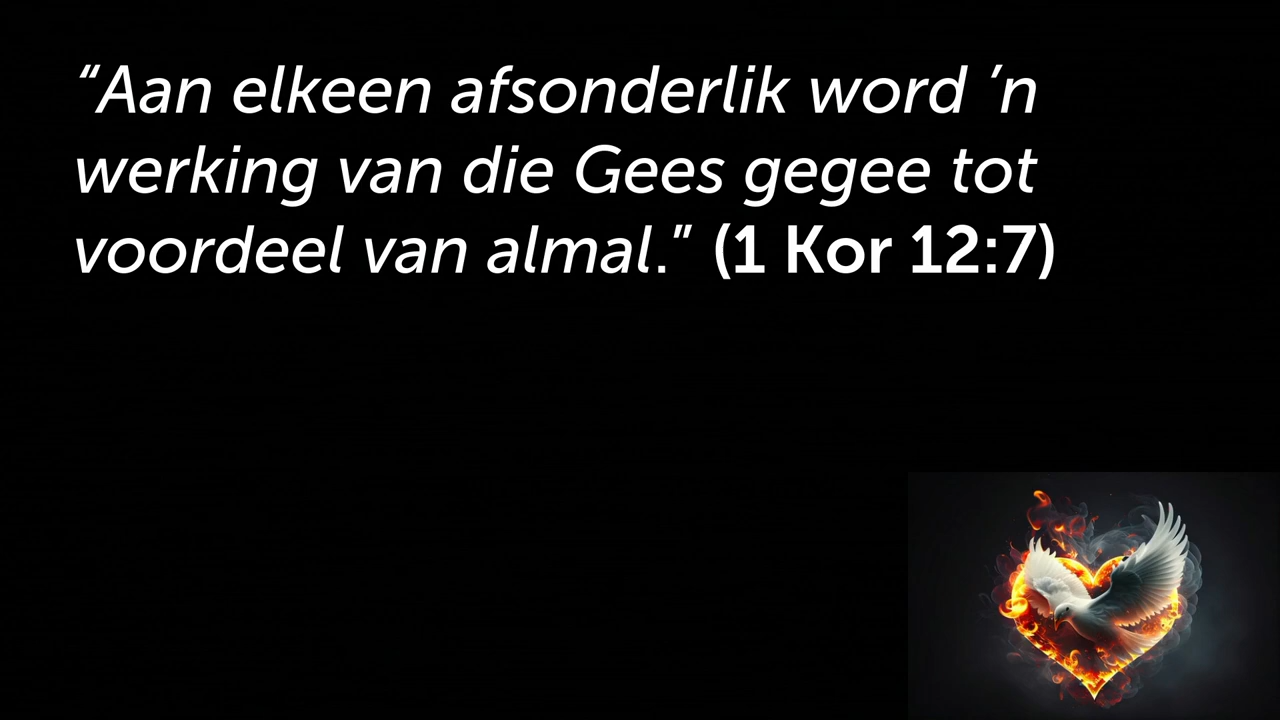 “Aan elkeen afsonderlik word ’n
werking van die Gees gegee tot
voordeel van almal.” (1 Kor 12:7)